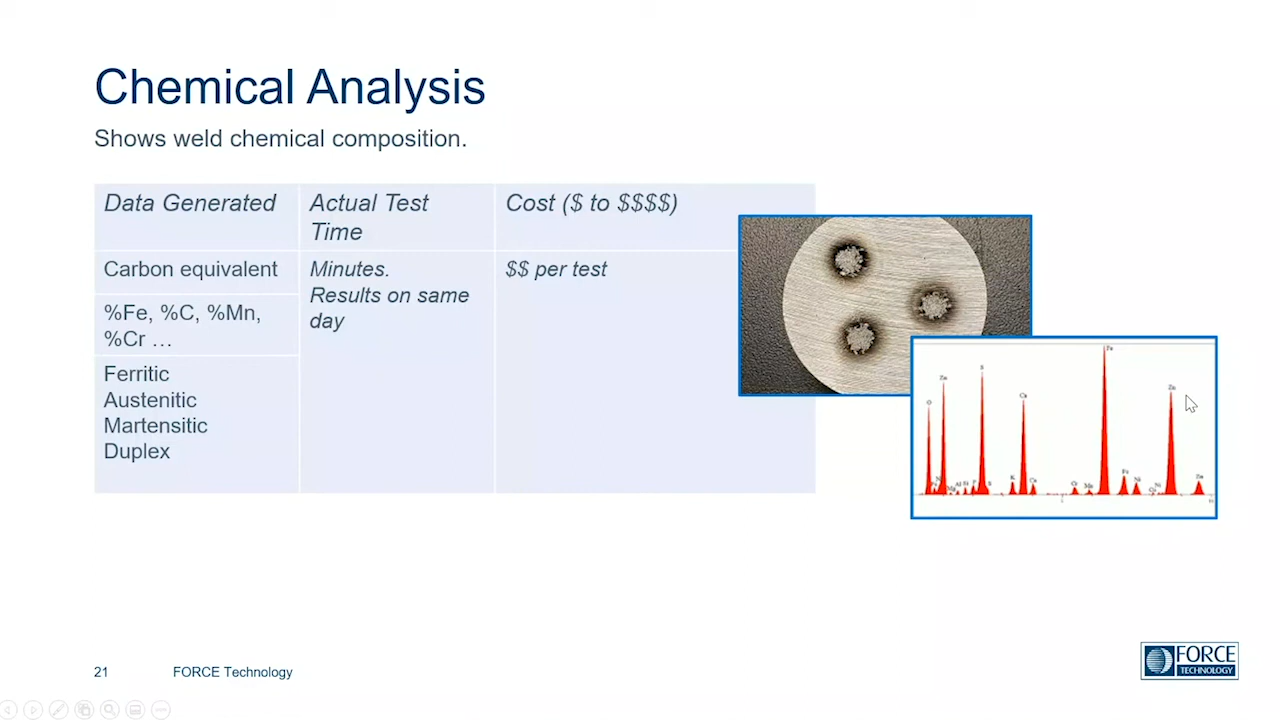 Chemical Analysis
Shows weld chemical composition.
Data Generated
Actual Test
Time
Cost ($ to $$$$)
Carbon equivalent
Minutes.
Results on same
day
$$ per test
%Fe, %C, %Mn,
%Cr …
Ferritic
Austenitic
Martensitic
Duplex
21
FORCE Technology
FORCE
TECHNOLOGY